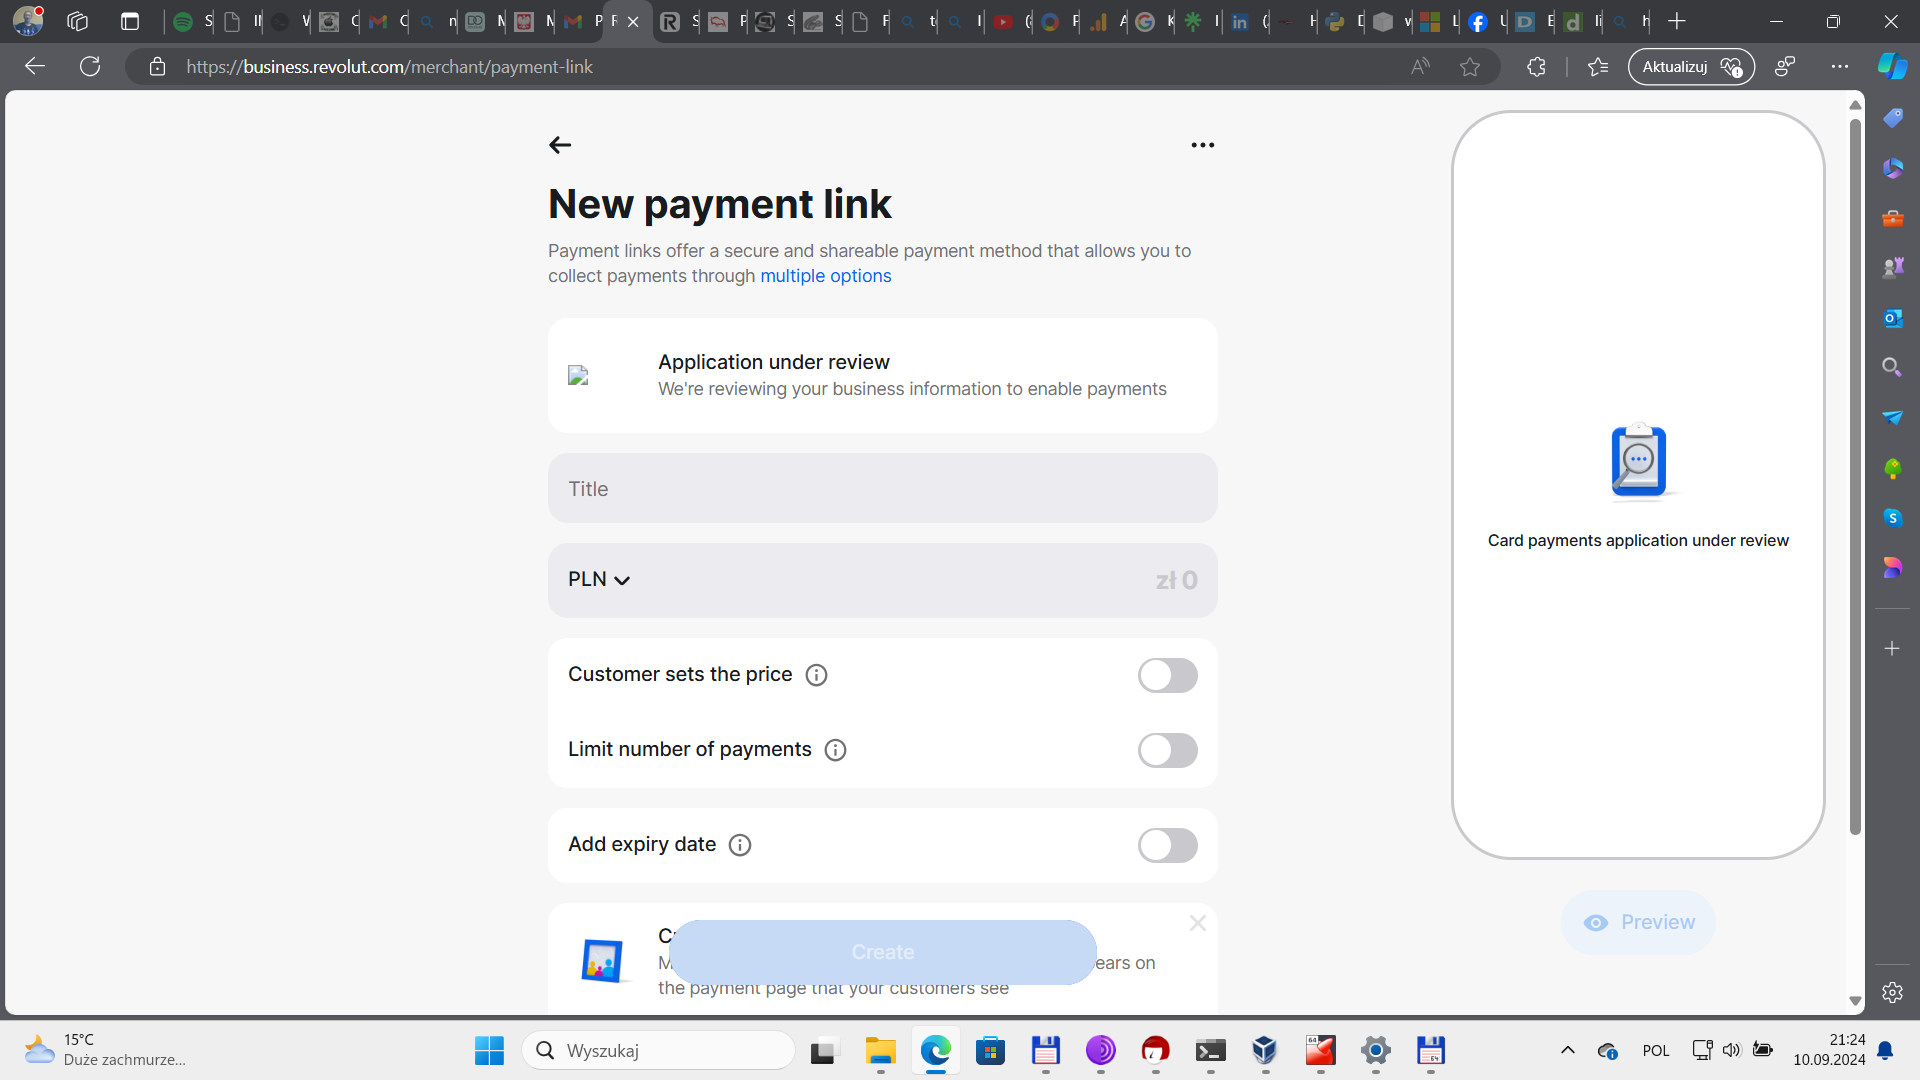 https://business.revolut.com/merchant/payment-link
Aktualizuj
New payment link
Payment links offer a secure and shareable payment method that allows you to
collect payments through multiple options
Application under review
We're reviewing your business information to enable payments
Title
PLN
zł 0
Customer sets the price
Limit number of payments
Add expiry date
Create
ears on
the payment page that your customers see
Card payments application under review
Preview
15°C
Duże zachmurze...
Wyszukaj
POL
21:24
10.09.2024